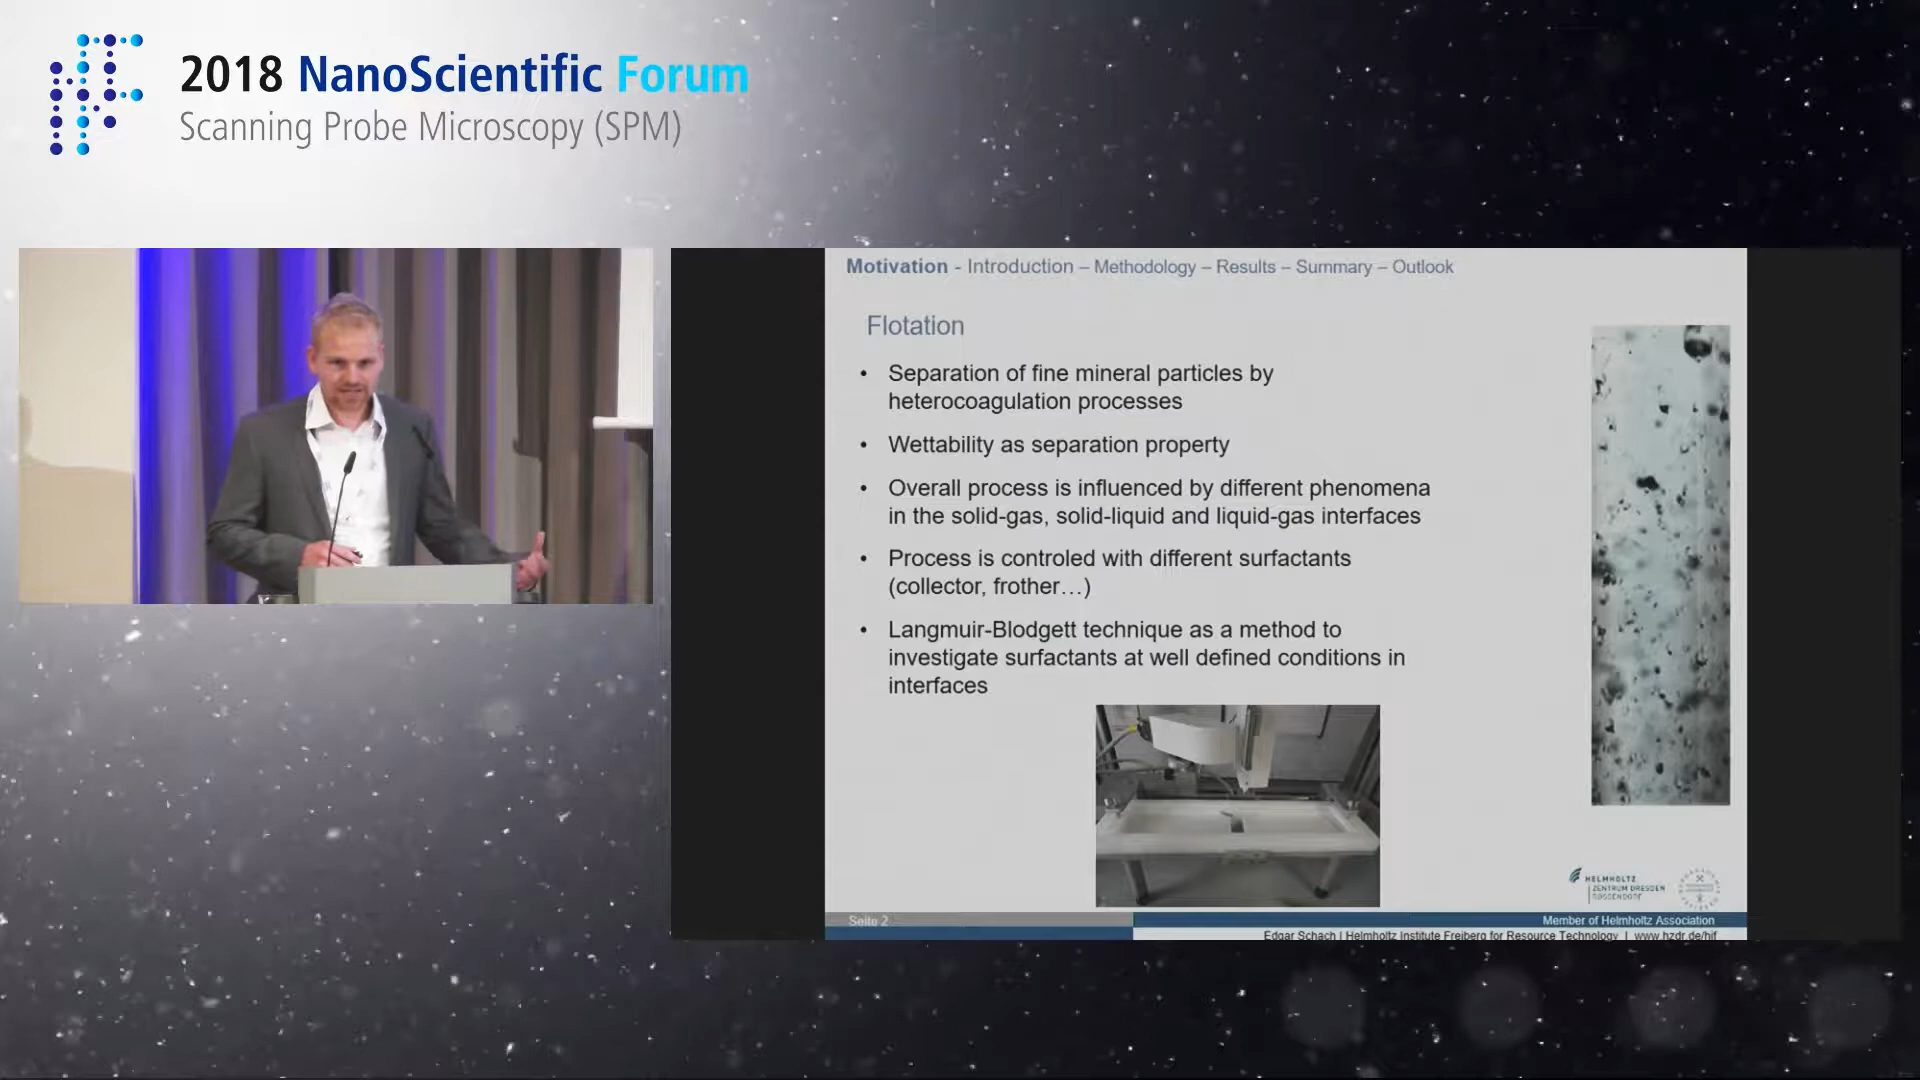 2018 NanoScientific Forum
Scanning Probe Microscopy (SPM)
Motivation - Introduction – Methodology – Results – Summary – Outlook
Flotation
• Separation of fine mineral particles by
heterocoagulation processes
• Wettability as separation property
• Overall process is influenced by different phenomena
in the solid-gas, solid-liquid and liquid-gas interfaces
• Process is controled with different surfactants
(collector, frother…)
• Langmuir-Blodgett technique as a method to
investigate surfactants at well defined conditions in
interfaces
HELMHOLTZ
ZENTRUM DRESDEN
ROSSENDORF
Seite 2
Member of Helmholtz Association
Edgar Schach | Helmholtz Institute Freiberg for Resource Technology | www.hzdr.de/hif